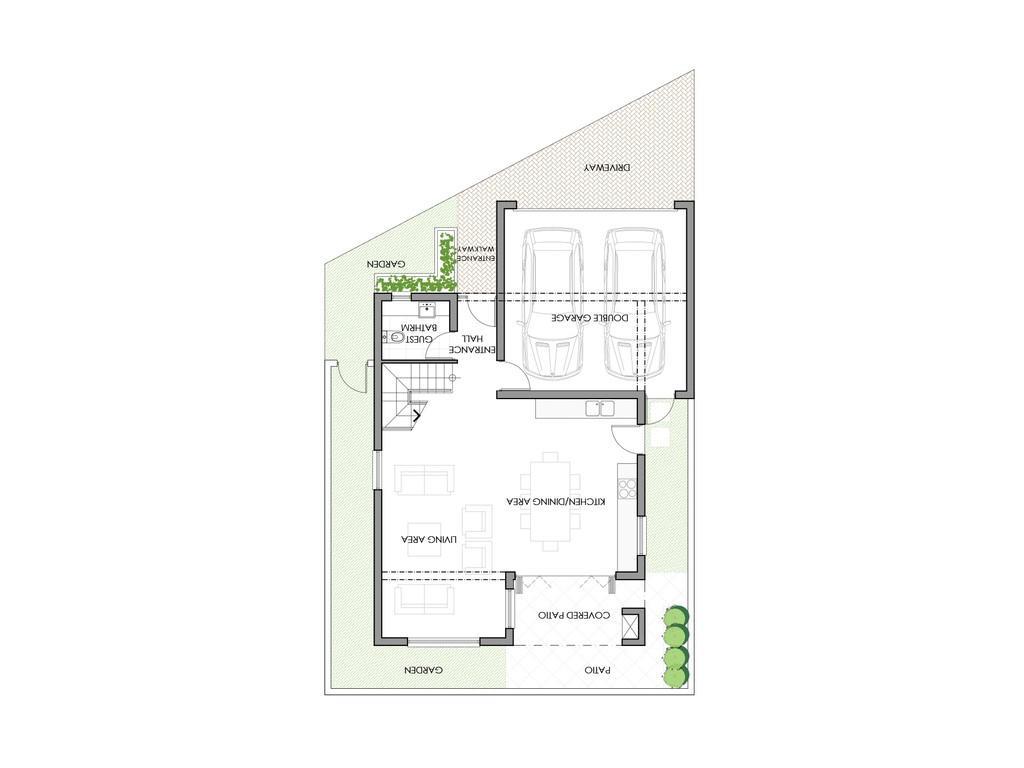 PATIO
GARDEN
COVERED PATIO
LIVING AREA
KITCHEN/DINING AREA
ENTRANCE
HALL
GUEST
BATHRM
DOUBLE GARAGE
GARDEN
ENTRANCE
WALKWAY
DRIVEWAY